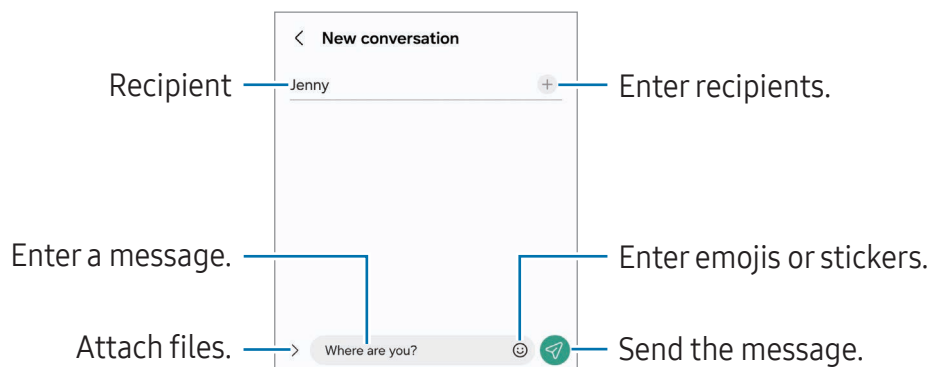 New conversation
Recipient
Jenny
Enter recipients.
Enter a message.
Enter emojis or stickers.
Attach files.
Where are you?
Send the message.